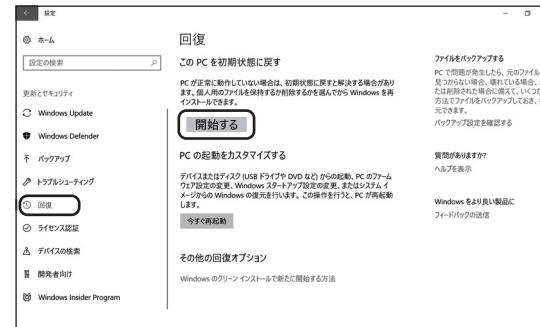 設定
ホーム
設定の検索
更新とセキュリティ
Windows Update
Windows Defender
バックアップ
トラブルシューティング
回復
ライセンス認証
デバイスの検索
開発者向け
Windows Insider Program
回復
この PC を初期状態に戻す
PC が正常に動作していない場合は、初期状態に戻すと解決する場合があり
ます。個人用のファイルを保持するか削除するかを選んでから Windows を再
インストールできます。
開始する
PC の起動をカスタマイズする
デバイスまたはディスク (USB ドライブや DVD など) からの起動、PC のファーム
ウェア設定の変更、Windows スタートアップ設定の変更、またはシステム イ
メージからの Windows の復元を行います。この操作を行うと、PC が再起動
します。
今すぐ再起動
その他の回復オプション
Windows のクリーン インストールで新たに開始する方法
ファイルをバックアップする
PC で問題が発生したら、元のファイル
見つからない場合、壊れている場合、
たは削除された場合に備えて、いくつか
方法でファイルをバックアップしておき、
元できます。
バックアップ設定を確認する
質問がありますか?
ヘルプを表示
Windows をより良い製品に
フィードバックの送信